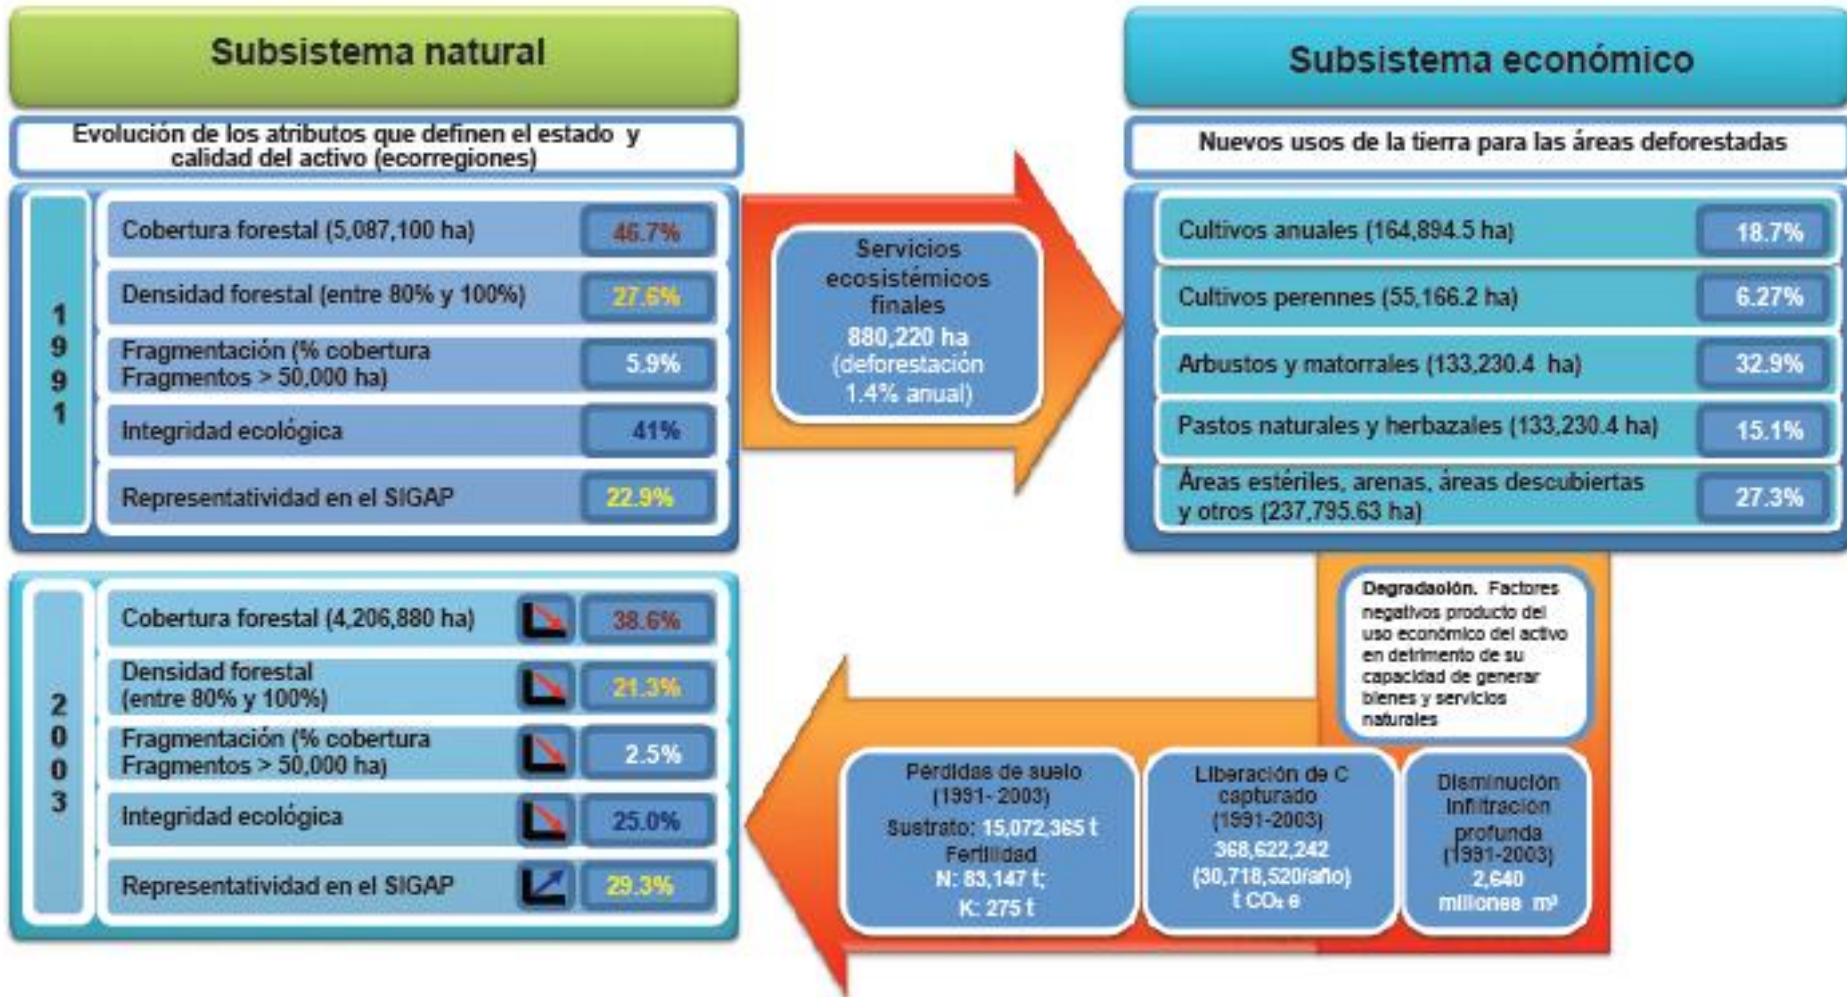 Subsistema natural
Evolución de los atributos que definen el estado y
calidad del activo (ecorregiones)
1991
Cobertura forestal (5,087,100 ha)
46.7%
Densidad forestal (entre 80% y 100%)
27.6%
Fragmentación (% cobertura
Fragmentos > 50,000 ha)
5.9%
Integridad ecológica
41%
Representatividad en el SIGAP
22.9%
Servicios
ecosistémicos
finales
880,220 ha
(deforestación
1.4% anual)
Subsistema económico
Nuevos usos de la tierra para las áreas deforestadas
Cultivos anuales (164,894.5 ha)
18.7%
Cultivos perennes (55,166.2 ha)
6.27%
Arbustos y matorrales (133,230.4 ha)
32.9%
Pastos naturales y herbazales (133,230.4 ha)
15.1%
Áreas estériles, arenas, áreas descubiertas
y otros (237,795.63 ha)
27.3%
Degradación. Factores
negativos producto del
uso económico del activo
en detrimento de su
capacidad de generar
bienes y servicios
naturales
Pérdidas de suelo
(1991- 2003)
Sustrato: 15,072,365 t
Fertilidad
N: 83,147 t;
K: 275 t
Liberación de C
capturado
(1991-2003)
368,622,242
(30,718,520/año)
t CO₂ e
Disminución
infiltración
profunda
(1991-2003)
2,640
millones m³
2003
Cobertura forestal (4,206,880 ha)
38.6%
Densidad forestal
(entre 80% y 100%)
21.3%
Fragmentación (% cobertura
Fragmentos > 50,000 ha)
2.5%
Integridad ecológica
25.0%
Representatividad en el SIGAP
29.3%